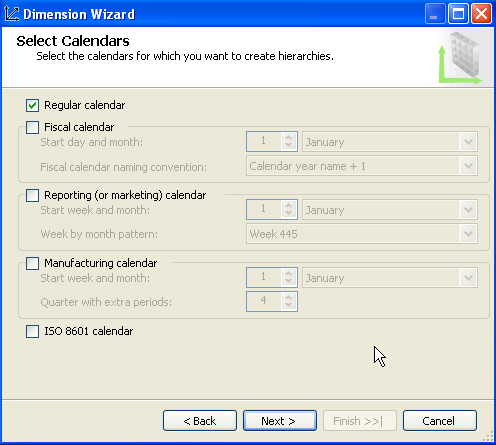 Dimension Wizard
Select Calendars
Select the calendars for which you want to create hierarchies.
Regular calendar
Fiscal calendar
Start day and month: 1 January
Fiscal calendar naming convention: Calendar year name + 1
Reporting (or marketing) calendar
Start week and month: 1 January
Week by month pattern: Week 445
Manufacturing calendar
Start week and month: 1 January
Quarter with extra periods: 4
ISO 8601 calendar
< Back Next > Finish >>| Cancel